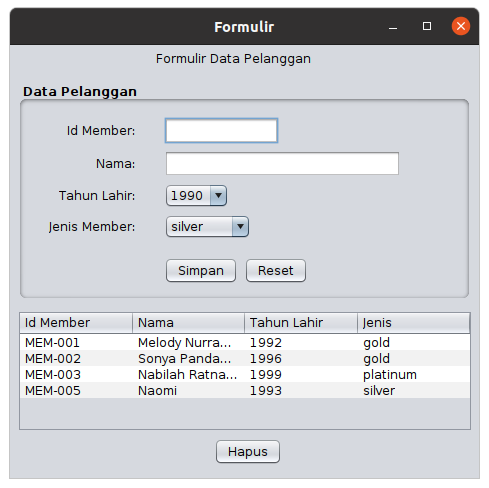 Formulir
Formulir Data Pelanggan
Data Pelanggan
Id Member:
Nama:
Tahun Lahir: 1990
Jenis Member: silver
Simpan Reset
Id Member Nama Tahun Lahir Jenis
MEM-001 Melody Nurra... 1992 gold
MEM-002 Sonya Panda... 1996 gold
MEM-003 Nabilah Ratna... 1999 platinum
MEM-005 Naomi 1993 silver
Hapus